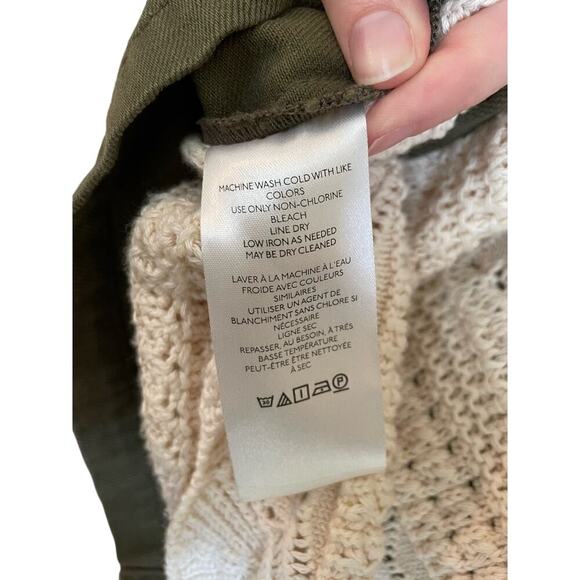 MACHINE WASH COLD WITH LIKE
COLORS
USE ONLY NON-CHLORINE
BLEACH
LINE DRY
LOW IRON AS NEEDED
MAY BE DRY CLEANED
LAVER À LA MACHINE À L'EAU
FROIDE AVEC COULEURS
SIMILAIRES
UTILISER UN AGENT DE
BLANCHIMENT SANS CHLORE SI
NÉCESSAIRE
LIGNE SEC
REPASSER, AU BESOIN, À TRÈS
BASSE TEMPÉRATURE
PEUT-ÊTRE ÊTRE NETTOYÉE
À SEC
30 P